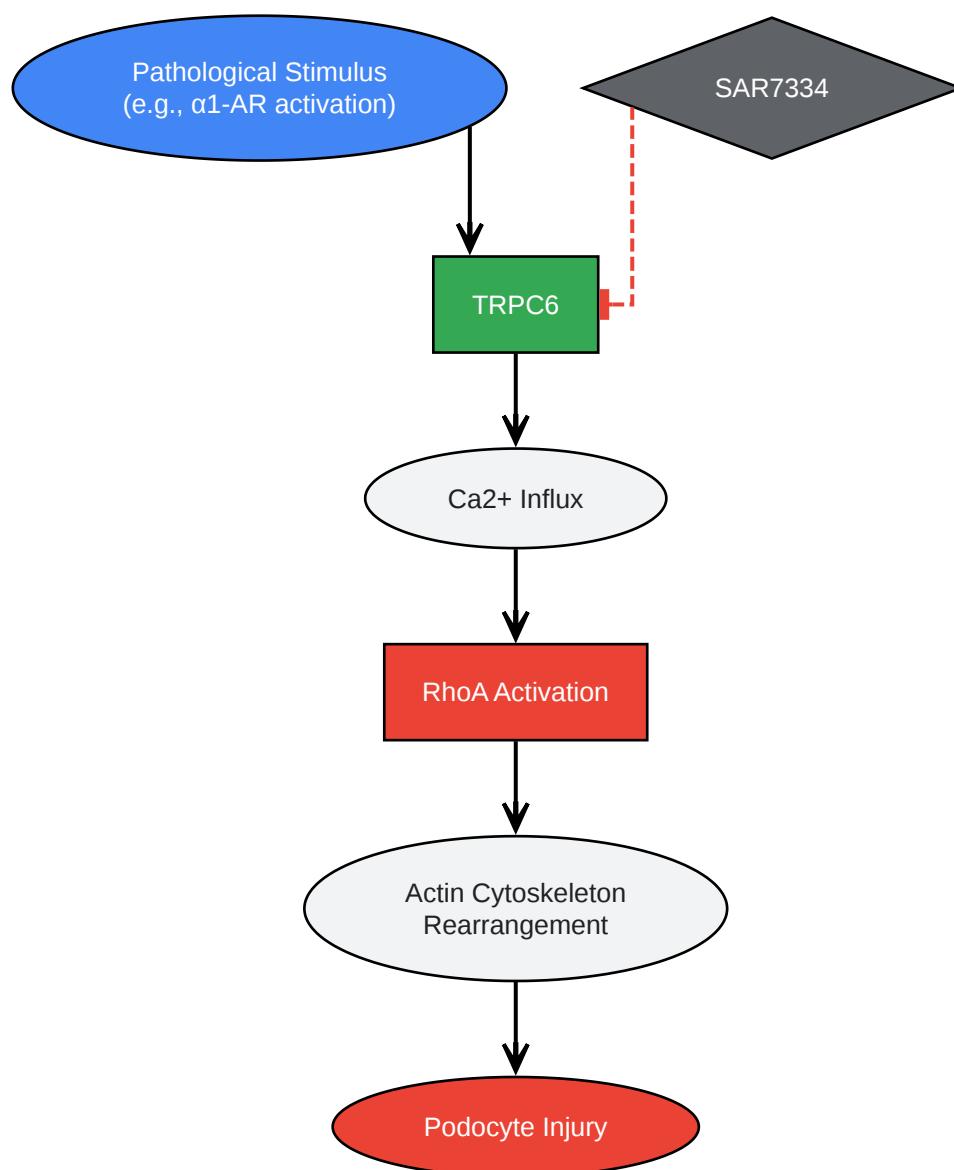 Pathological Stimulus
(e.g., α1-AR activation)
SAR7334
TRPC6
Ca2+ Influx
RhoA Activation
Actin Cytoskeleton
Rearrangement
Podocyte Injury